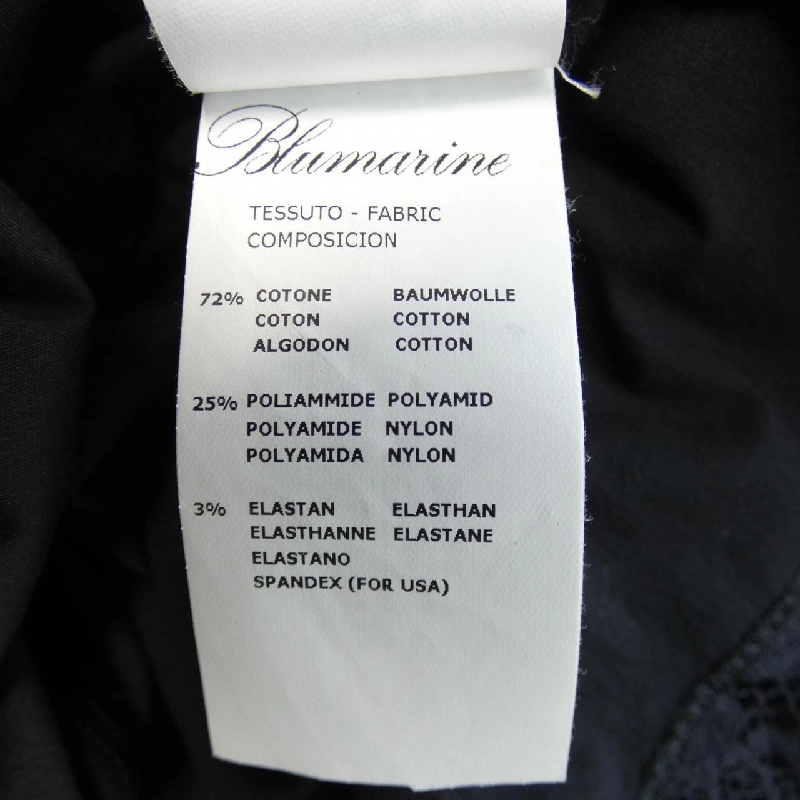 Blumarine
TESSUTO - FABRIC
COMPOSICION
72% COTONE BAUMWOLLE
COTON COTTON
ALGODON COTTON
25% POLIAMMIDE POLYAMID
POLYAMIDE NYLON
POLYAMIDA NYLON
3% ELASTAN ELASTHAN
ELASTHANNE ELASTANE
ELASTANO
SPANDEX (FOR USA)